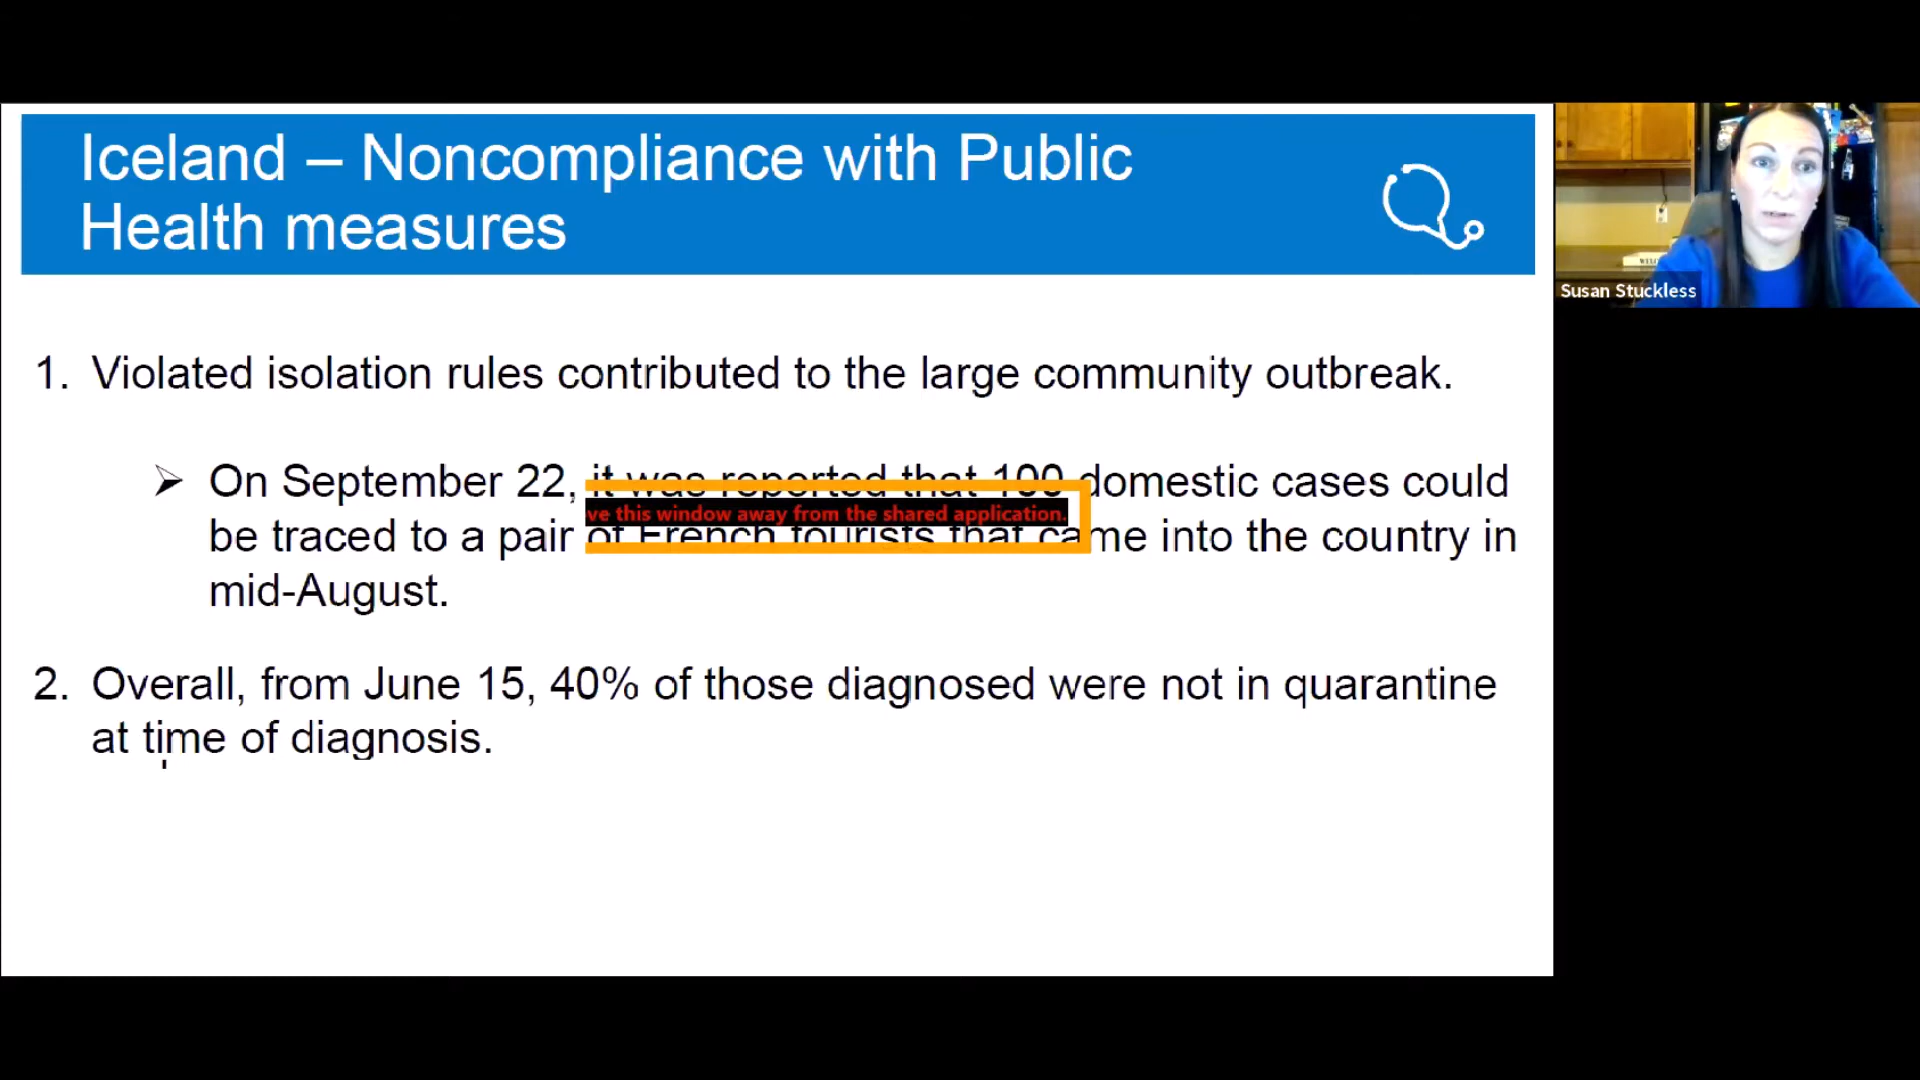 Iceland – Noncompliance with Public
Health measures
1. Violated isolation rules contributed to the large community outbreak.
➢ On September 22, it was reported that 100 domestic cases could
ve this window away from the shared application.
be traced to a pair of French tourists that came into the country in
mid-August.
2. Overall, from June 15, 40% of those diagnosed were not in quarantine
at time of diagnosis.
Susan Stuckless